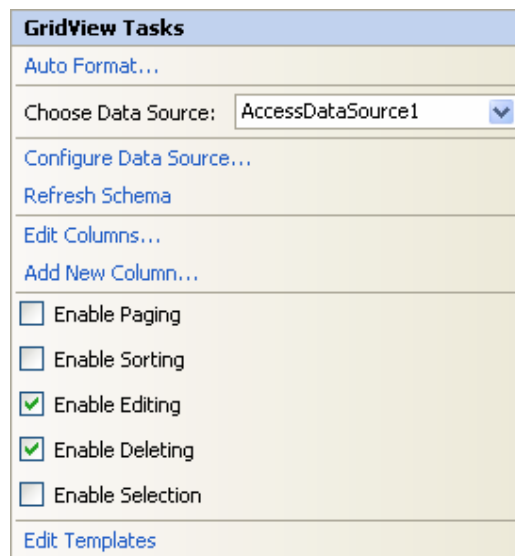 GridView Tasks
Auto Format...
Choose Data Source: AccessDataSource1
Configure Data Source...
Refresh Schema
Edit Columns...
Add New Column...
Enable Paging
Enable Sorting
Enable Editing
Enable Deleting
Enable Selection
Edit Templates